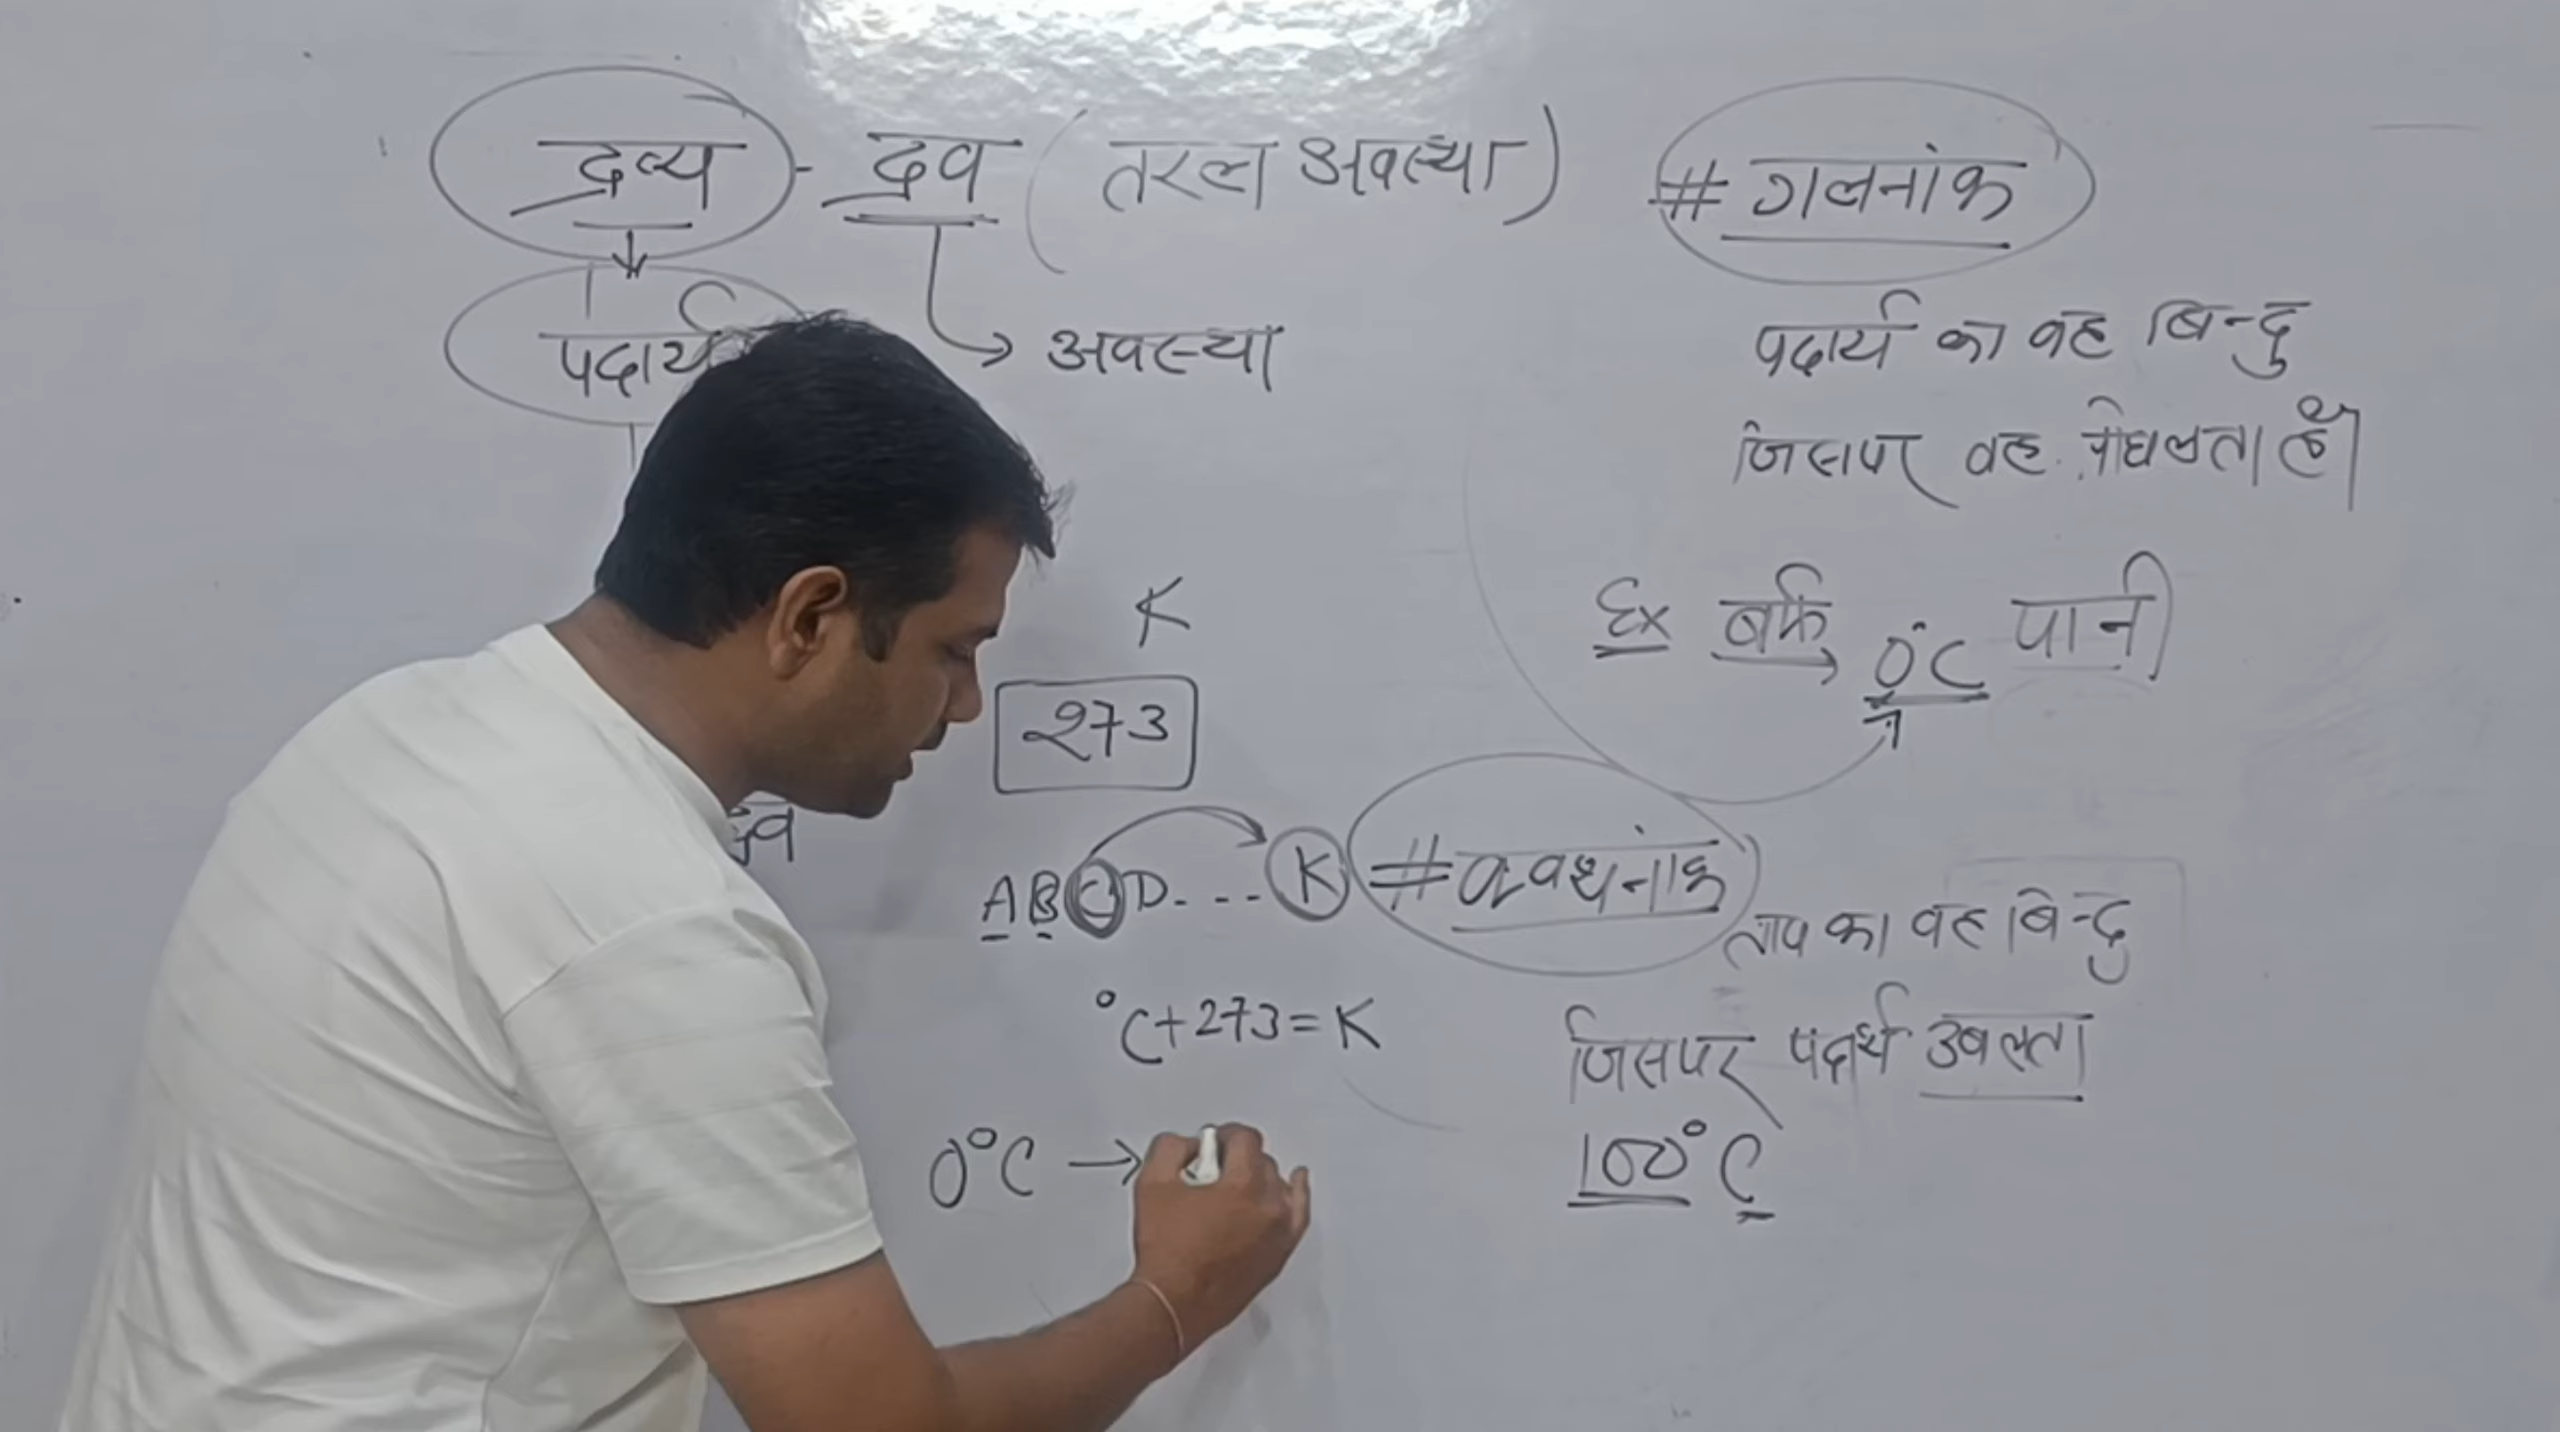 द्रव्य - द्रव ( तरल अवस्था )
पदार्थ
अवस्था
K
273
A B C D - - - K
°C+273=K
0°C →
# गलनांक
पदार्थ का वह बिन्दु
जिसपर वह पिघलता है।
Ex बर्फ → 0°C पानी
# क्वथनांक
ताप का वह बिन्दु
जिसपर पदार्थ उबलता
100°C